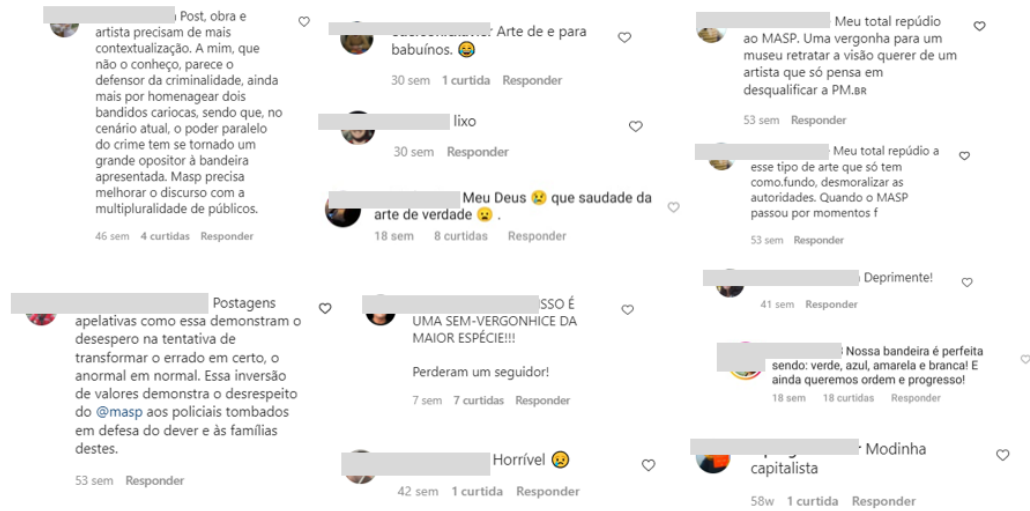 Post, obra e
artista precisam de mais
contextualização. A mim, que
não o conheço, parece o
defensor da criminalidade, ainda
mais por homenagear dois
bandidos cariocas, sendo que, no
cenário atual, o poder paralelo
do crime tem se tornado um
grande opositor à bandeira
apresentada. Masp precisa
melhorar o discurso com a
multipluralidade de públicos.
46 sem 4 curtidas Responder
Postagens
apelativas como essa demonstram o
desespero na tentativa de
transformar o errado em certo, o
anormal em normal. Essa inversão
de valores demonstra o desrespeito
do @masp aos policiais tombados
em defesa do dever e às famílias
destes.
53 sem Responder
Arte de e para
babuínos. 😂
30 sem 1 curtida Responder
lixo
30 sem Responder
Meu Deus 😢 que saudade da
arte de verdade 😦 .
18 sem 8 curtidas Responder
SSO É
UMA SEM-VERGONHICE DA
MAIOR ESPÉCIE!!!
Perderam um seguidor!
7 sem 7 curtidas Responder
Horrível 😢
42 sem 1 curtida Responder
Meu total repúdio
ao MASP. Uma vergonha para um
museu retratar a visão querer de um
artista que só pensa em
desqualificar a PM.BR
53 sem Responder
Meu total repúdio a
esse tipo de arte que só tem
como.fundo, desmoralizar as
autoridades. Quando o MASP
passou por momentos f
53 sem Responder
Deprimente!
41 sem Responder
Nossa bandeira é perfeita
sendo: verde, azul, amarela e branca! E
ainda queremos ordem e progresso!
18 sem 18 curtidas Responder
Modinha
capitalista
58w 1 curtida Responder